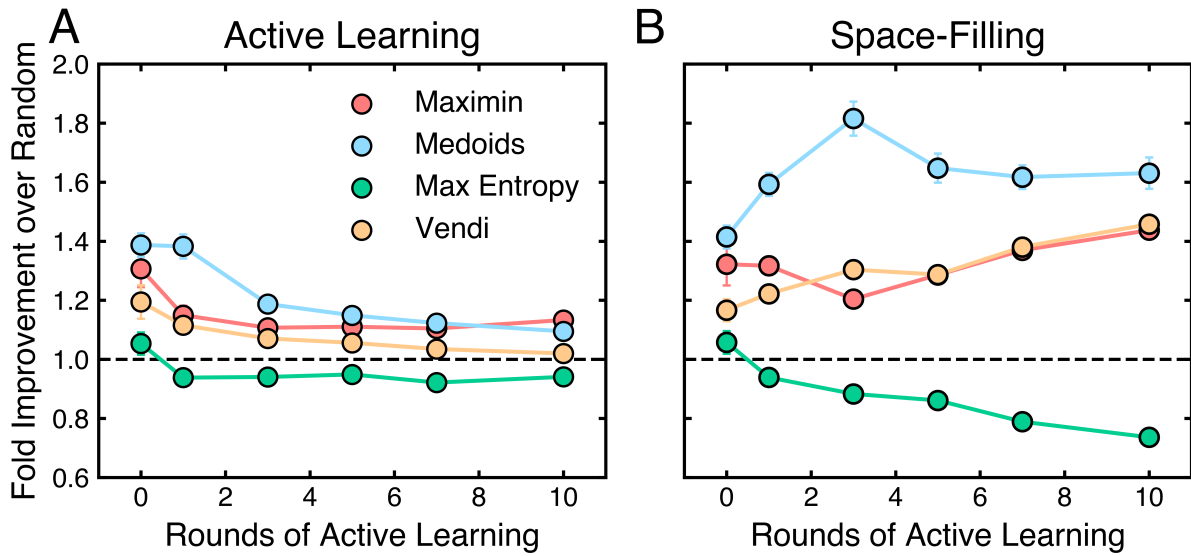 A
Active Learning
B
Space-Filling
Fold Improvement over Random
2.0
1.8
1.6
1.4
1.2
1.0
0.8
0.6
Maximin
Medoids
Max Entropy
Vendi
0 2 4 6 8 10
0 2 4 6 8 10
Rounds of Active Learning
Rounds of Active Learning